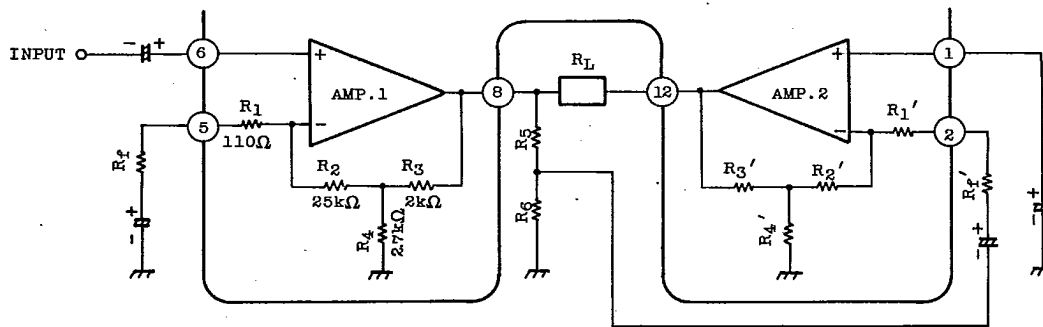 INPUT
-
+
6
+
AMP.1
-
5
R1
110Ω
Rf
+
-
R2
25kΩ
R3
2kΩ
R4
2.7kΩ
8
RL
R5
R6
12
+
AMP.2
-
1
R1'
2
R3'
R2'
R4'
Rf'
+
-
+
-